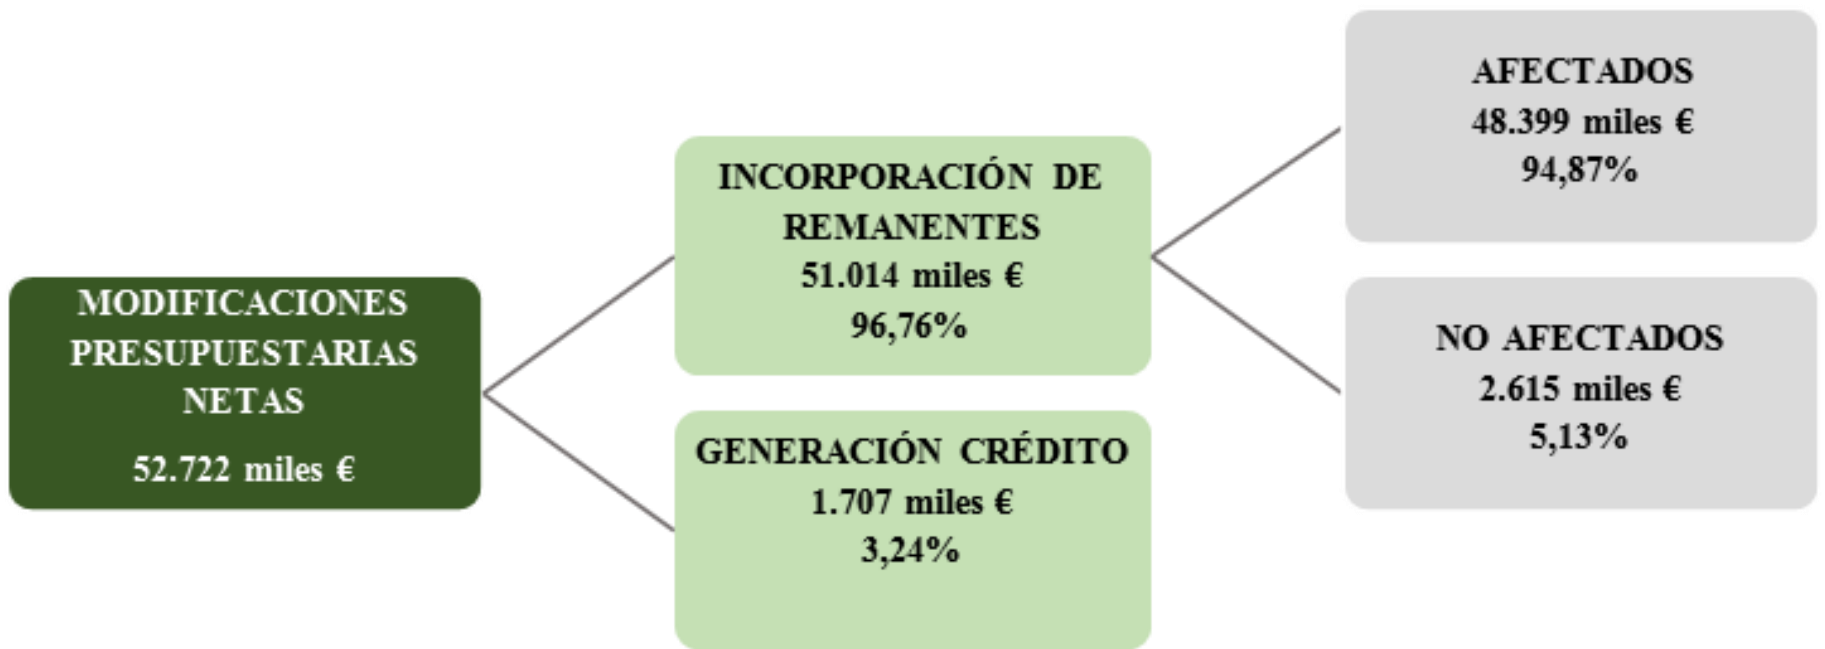 MODIFICACIONES
PRESUPUESTARIAS
NETAS
52.722 miles €
INCORPORACIÓN DE
REMANENTES
51.014 miles €
96,76%
GENERACIÓN CRÉDITO
1.707 miles €
3,24%
AFECTADOS
48.399 miles €
94,87%
NO AFECTADOS
2.615 miles €
5,13%